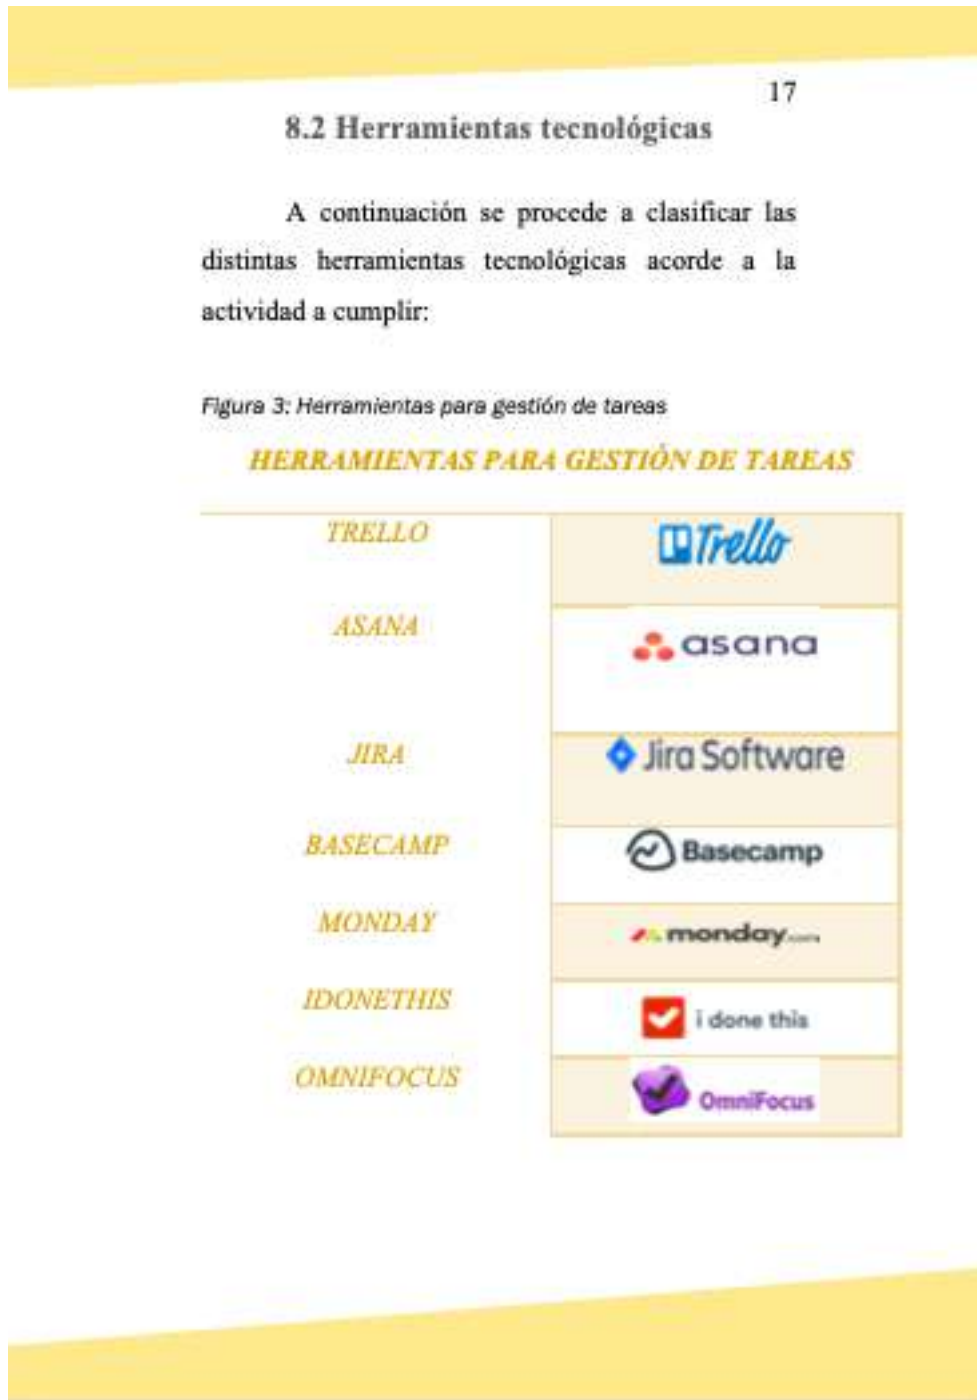 17
8.2 Herramientas tecnológicas
A continuación se procede a clasificar las
distintas herramientas tecnológicas acorde a la
actividad a cumplir:
Figura 3: Herramientas para gestión de tareas
HERRAMIENTAS PARA GESTIÓN DE TAREAS
TRELLO
Trello
ASANA
asana
JIRA
Jira Software
BASECAMP
Basecamp
MONDAY
monday.com
IDONETHIS
i done this
OMNIFOCUS
OmniFocus